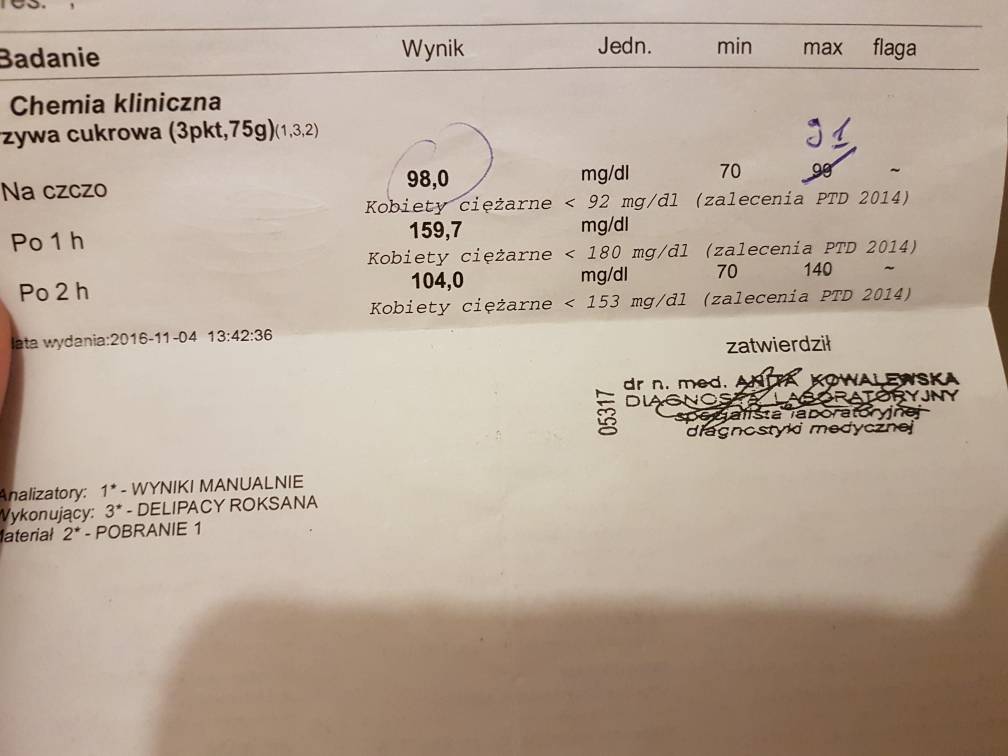 Badanie Wynik Jedn. min max flaga
Chemia kliniczna
zywa cukrowa (3pkt,75g)(1,3,2)
91
Na czczo 98,0 mg/dl 70 99 ~
Kobiety ciężarne < 92 mg/dl (zalecenia PTD 2014)
Po 1 h 159,7 mg/dl
Kobiety ciężarne < 180 mg/dl (zalecenia PTD 2014)
Po 2 h 104,0 mg/dl 70 140 ~
Kobiety ciężarne < 153 mg/dl (zalecenia PTD 2014)
ata wydania:2016-11-04 13:42:36
zatwierdził
05317
dr n. med. ANITA KOWALEWSKA
DIAGNOSTA LABORATORYJNY
specjalista laboratoryjnej
diagnostyki medycznej
Analizatory: 1* - WYNIKI MANUALNIE
Wykonujący: 3* - DELIPACY ROKSANA
Materiał 2* - POBRANIE 1